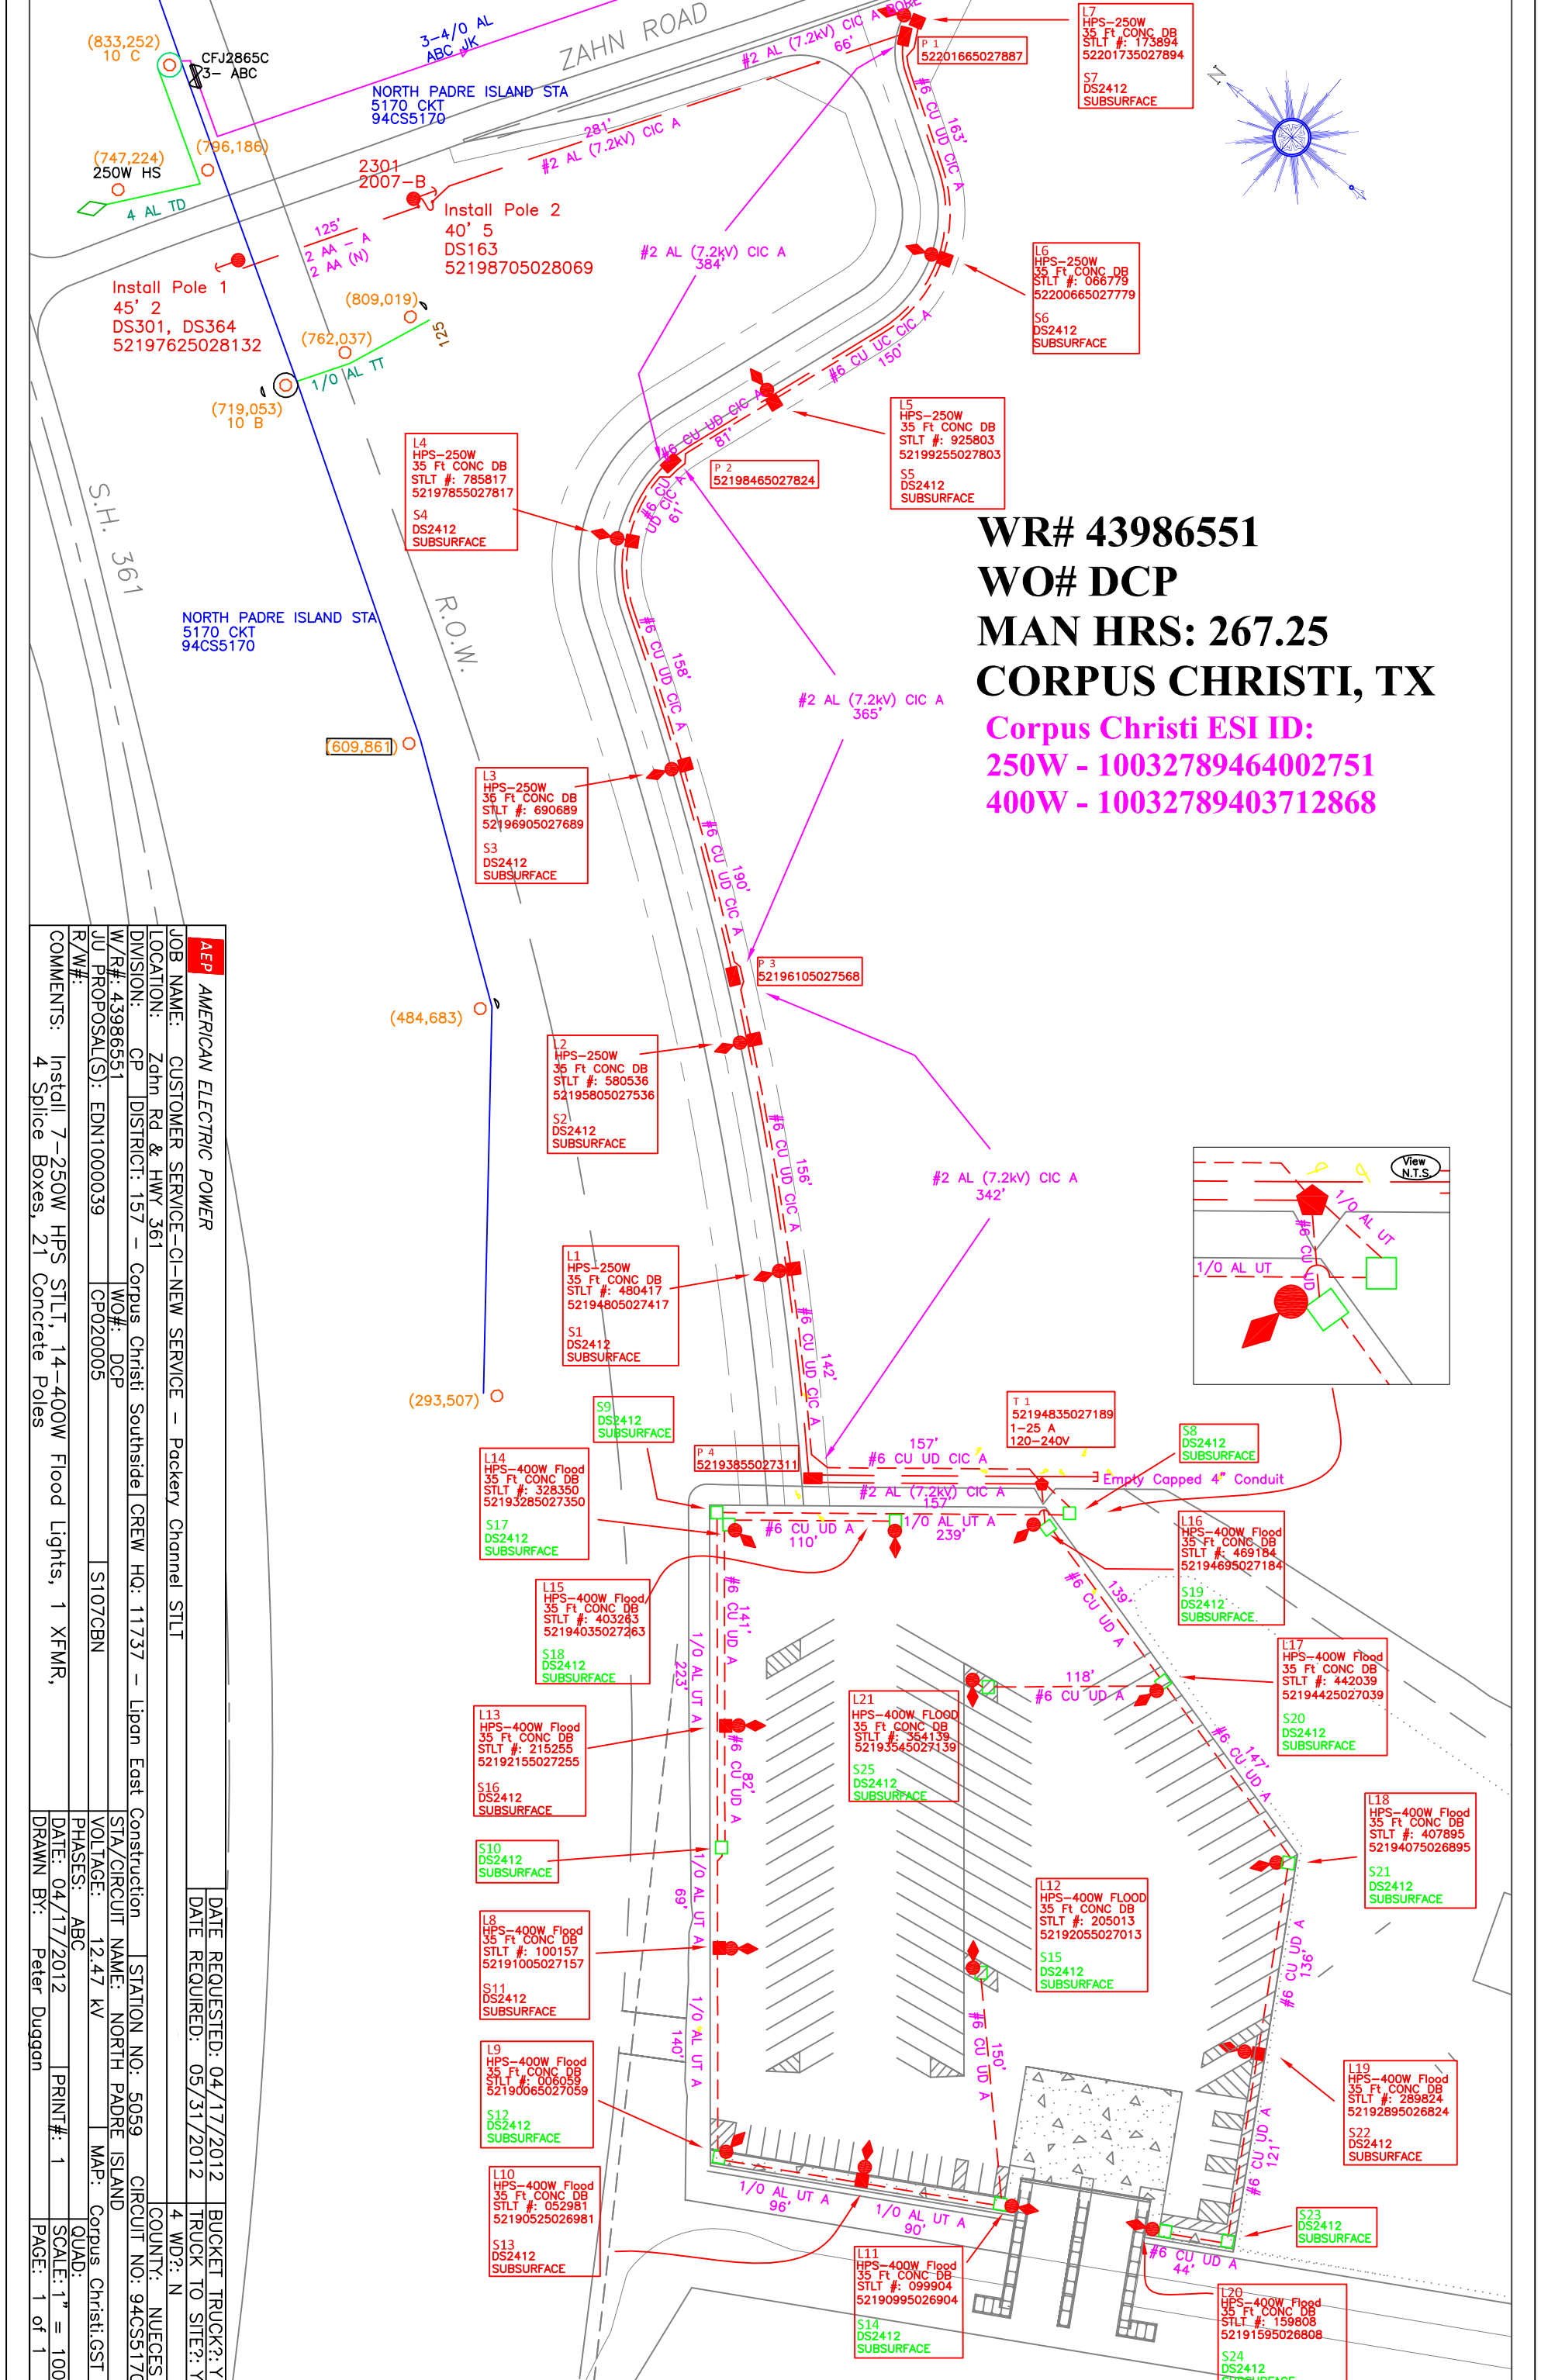 ZAHN ROAD
3-4/0 AL
ABC JK
(833,252)
10 C
CFJ2865C
3- ABC
NORTH PADRE ISLAND STA
5170 CKT
94CS5170
(796,186)
(747,224)
250W HS
4 AL TD
2301
2007-B
Install Pole 2
40' 5
DS163
52198705028069
125'
2 AA - A
2 AA (N)
Install Pole 1
45' 2
DS301, DS364
52197625028132
(809,019)
125
(762,037)
1/0 AL TT
(719,053)
10 B
281'
#2 AL (7.2kV) CIC A
#2 AL (7.2kV) CIC A BORE
66'
P 1
52201665027887
L7
HPS-250W
35 Ft CONC DB
STLT #: 173894
52201735027894
S7
DS2412
SUBSURFACE
N
163'
#6 CU UD CIC A
#2 AL (7.2kV) CIC A
384'
L6
HPS-250W
35 Ft CONC DB
STLT #: 066779
52200665027779
S6
DS2412
SUBSURFACE
#6 CU UC CIC A
150'
L5
HPS-250W
35 Ft CONC DB
STLT #: 925803
52199255027803
S5
DS2412
SUBSURFACE
#6 CU UD CIC A
81'
P 2
52198465027824
L4
HPS-250W
35 Ft CONC DB
STLT #: 785817
52197855027817
S4
DS2412
SUBSURFACE
#6 CU
UD CIC A
61'
S.H. 361
R.O.W.
NORTH PADRE ISLAND STA
5170 CKT
94CS5170
WR# 43986551
WO# DCP
MAN HRS: 267.25
CORPUS CHRISTI, TX
Corpus Christi ESI ID:
250W - 10032789464002751
400W - 10032789403712868
158'
#6 CU UD CIC A
#2 AL (7.2kV) CIC A
365'
(609,861)
L3
HPS-250W
35 Ft CONC DB
STLT #: 690689
52196905027689
S3
DS2412
SUBSURFACE
190'
#6 CU UD CIC A
P 3
52196105027568
(484,683)
L2
HPS-250W
35 Ft CONC DB
STLT #: 580536
52195805027536
S2
DS2412
SUBSURFACE
156'
#6 CU UD CIC A
#2 AL (7.2kV) CIC A
342'
View
N.T.S.
1/0 AL UT
#6 CU UD
1/0 AL UT
L1
HPS-250W
35 Ft CONC DB
STLT #: 480417
52194805027417
S1
DS2412
SUBSURFACE
142'
#6 CU UD CIC A
(293,507)
S9
DS2412
SUBSURFACE
P 4
52193855027311
157'
#6 CU UD CIC A
T 1
52194835027189
1-25 A
120-240V
S8
DS2412
SUBSURFACE
Empty Capped 4" Conduit
#2 AL (7.2kV) CIC A
157'
L14
HPS-400W Flood
35 Ft CONC DB
STLT #: 328350
52193285027350
S17
DS2412
SUBSURFACE
#6 CU UD A
110'
1/0 AL UT A
239'
L16
HPS-400W Flood
35 Ft CONC DB
STLT #: 469184
52194695027184
S19
DS2412
SUBSURFACE
L15
HPS-400W Flood
35 Ft CONC DB
STLT #: 403263
52194035027263
S18
DS2412
SUBSURFACE
141'
#6 CU UD A
1/0 AL UT A
223'
139'
#6 CU UD A
L17
HPS-400W Flood
35 Ft CONC DB
STLT #: 442039
52194425027039
S20
DS2412
SUBSURFACE
118'
#6 CU UD A
L21
HPS-400W FLOOD
35 Ft CONC DB
STLT #: 354139
52193545027139
S25
DS2412
SUBSURFACE
L13
HPS-400W Flood
35 Ft CONC DB
STLT #: 215255
52192155027255
S16
DS2412
SUBSURFACE
82'
#6 CU UD A
147'
#6 CU UD A
L18
HPS-400W Flood
35 Ft CONC DB
STLT #: 407895
52194075026895
S21
DS2412
SUBSURFACE
S10
DS2412
SUBSURFACE
1/0 AL UT A
69'
L12
HPS-400W FLOOD
35 Ft CONC DB
STLT #: 205013
52192055027013
S15
DS2412
SUBSURFACE
L8
HPS-400W Flood
35 Ft CONC DB
STLT #: 100157
52191005027157
S11
DS2412
SUBSURFACE
#6 CU UD A
136'
1/0 AL UT A
140'
150'
#6 CU UD A
L9
HPS-400W Flood
35 Ft CONC DB
STLT #: 006059
52190065027059
S12
DS2412
SUBSURFACE
L19
HPS-400W Flood
35 Ft CONC DB
STLT #: 289824
52192895026824
S22
DS2412
SUBSURFACE
#6 CU UD A
121
L10
HPS-400W Flood
35 Ft CONC DB
STLT #: 052981
52190525026981
S13
DS2412
SUBSURFACE
1/0 AL UT A
96'
1/0 AL UT A
90'
L11
HPS-400W Flood
35 Ft CONC DB
STLT #: 099904
52190995026904
S14
DS2412
SUBSURFACE
S23
DS2412
SUBSURFACE
#6 CU UD A
44'
L20
HPS-400W Flood
35 Ft CONC DB
STLT #: 159808
52191595026808
S24
DS2412
SUBSURFACE
AEP AMERICAN ELECTRIC POWER
DATE REQUESTED: 04/17/2012 BUCKET TRUCK?: Y
DATE REQUIRED: 05/31/2012 TRUCK TO SITE?: Y
JOB NAME: CUSTOMER SERVICE-CI-NEW SERVICE - Packery Channel STLT
4 WD?: N
LOCATION: Zahn Rd & HWY 361
COUNTY: NUECES
DIVISION: CP DISTRICT: 157 - Corpus Christi Southside CREW HQ: 11737 - Lipan East Construction STATION NO: 5059 CIRCUIT NO: 94CS5170
W/R#: 43986551 WO#: DCP
STA/CIRCUIT NAME: NORTH PADRE ISLAND
JU PROPOSAL(S): EDN1000039 CP020005 S107CBN
VOLTAGE: 12.47 kV MAP: Corpus Christi.GST
R/W#:
PHASES: ABC QUAD:
COMMENTS: Install 7-250W HPS STLT, 14-400W Flood Lights, 1 XFMR,
4 Splice Boxes, 21 Concrete Poles
DATE: 04/17/2012 PRINT#: 1 SCALE: 1" = 100
DRAWN BY: Peter Duggan PAGE: 1 of 1